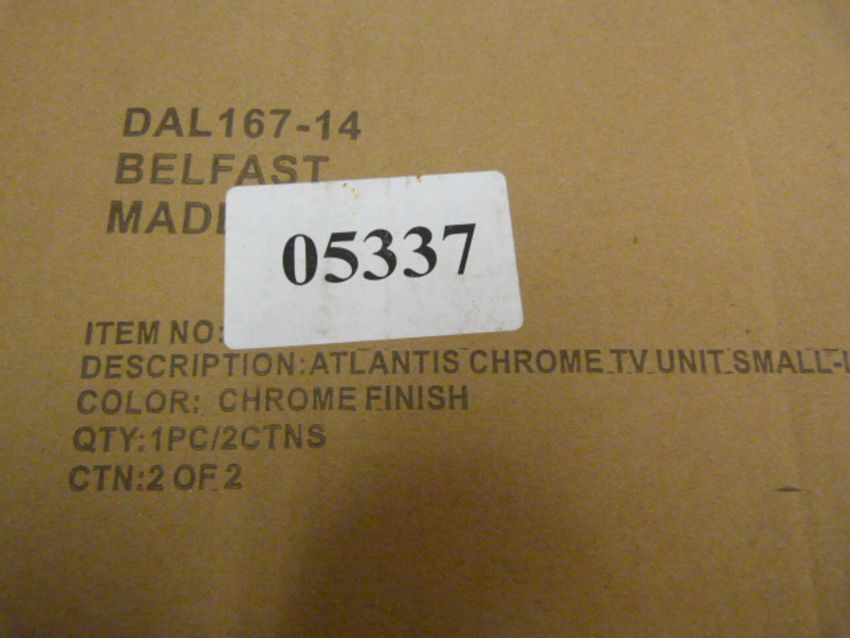 DAL167-14
BELFAST
MADE
05337
ITEM NO:
DESCRIPTION:ATLANTIS CHROME TV UNIT SMALL-
COLOR: CHROME FINISH
QTY:1PC/2CTNS
CTN:2 OF 2